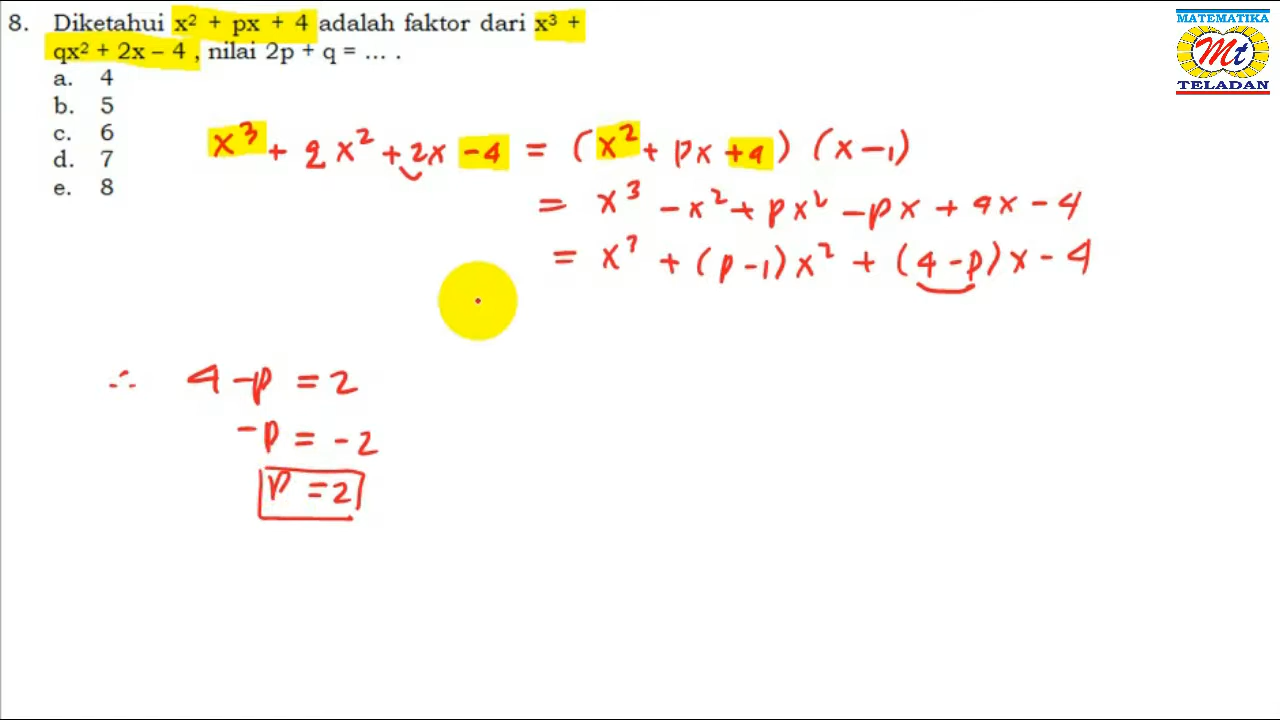 8. Diketahui x² + px + 4 adalah faktor dari x³ +
qx² + 2x – 4 , nilai 2p + q = ... .
a. 4
b. 5
c. 6
d. 7
e. 8
MATEMATIKA
Mt
TELADAN
x³ + qx² + 2x - 4 = (x² + px + 4) (x - 1)
= x³ - x² + px² - px + 4x - 4
= x³ + (p - 1)x² + (4 - p)x - 4
∴ 4 - p = 2
-p = -2
p = 2